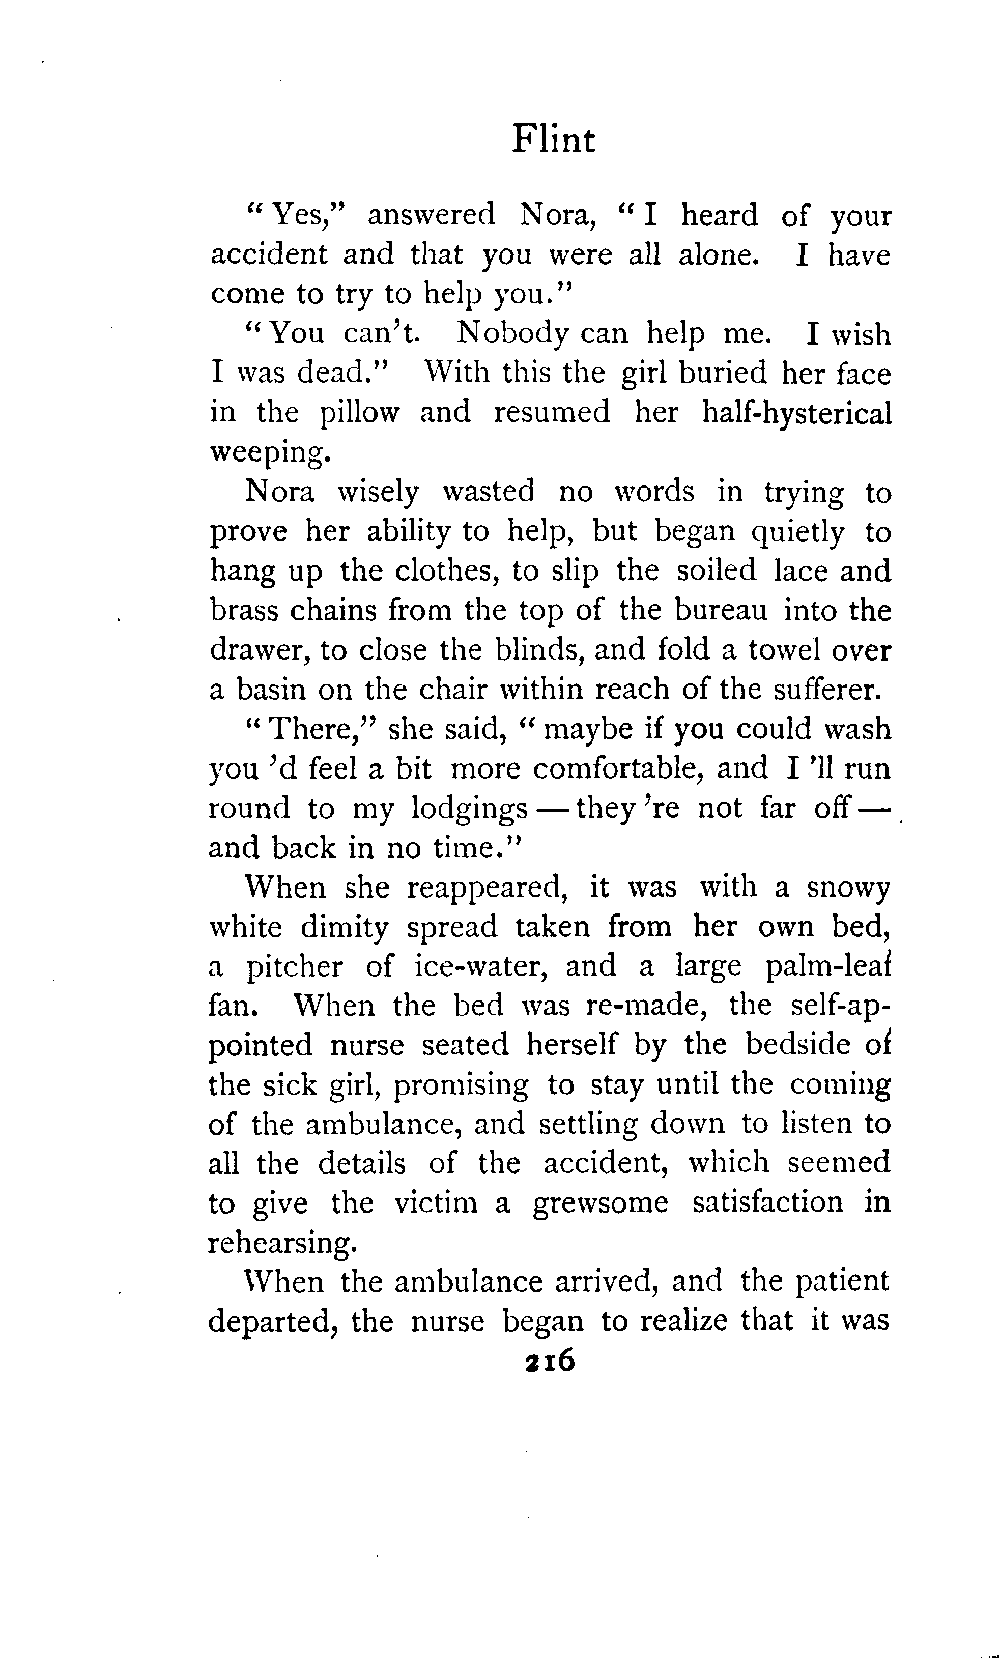 Flint
" Yes," answered Nora, " I heard of your
accident and that you were all alone. I have
come to try to help you."
" You can't. Nobody can help me. I wish
I was dead." With this the girl buried her face
in the pillow and resumed her half-hysterical
weeping.
Nora wisely wasted no words in trying to
prove her ability to help, but began quietly to
hang up the clothes, to slip the soiled lace and
brass chains from the top of the bureau into the
drawer, to close the blinds, and fold a towel over
a basin on the chair within reach of the sufferer.
" There," she said, " maybe if you could wash
you 'd feel a bit more comfortable, and I 'll run
round to my lodgings — they 're not far off —
and back in no time."
When she reappeared, it was with a snowy
white dimity spread taken from her own bed,
a pitcher of ice-water, and a large palm-leaf
fan. When the bed was re-made, the self-ap-
pointed nurse seated herself by the bedside of
the sick girl, promising to stay until the coming
of the ambulance, and settling down to listen to
all the details of the accident, which seemed
to give the victim a grewsome satisfaction in
rehearsing.
When the ambulance arrived, and the patient
departed, the nurse began to realize that it was
216